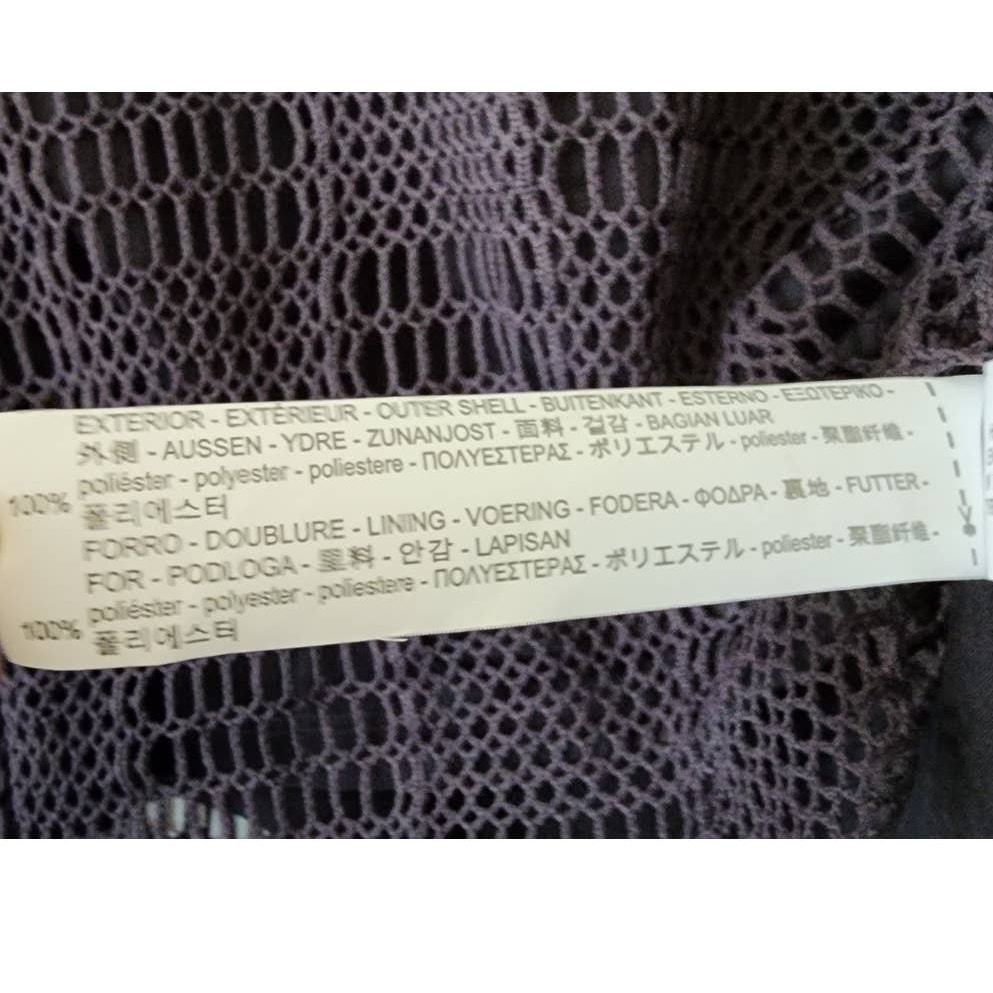 EXTERIOR - EXTÉRIEUR - OUTER SHELL - BUITENKANT - ESTERNO - ΕΞΩΤΕΡΙΚΟ -
外側 - AUSSEN - YDRE - ZUNANJOST - 面料 - 겉감 - BAGIAN LUAR
100% poliéster - polyester - poliestere - ΠΟΛΥΕΣΤΕΡΑΣ - ポリエステル - poliester - 聚酯纤维 -
폴리에스터
FORRO - DOUBLURE - LINING - VOERING - FODERA - ΦΟΔΡΑ - 裏地 - FUTTER -
FOR - PODLOGA - 里料 - 안감 - LAPISAN
100% poliéster - polyester - poliestere - ΠΟΛΥΕΣΤΕΡΑΣ - ポリエステル - poliester - 聚酯纤维 -
폴리에스터